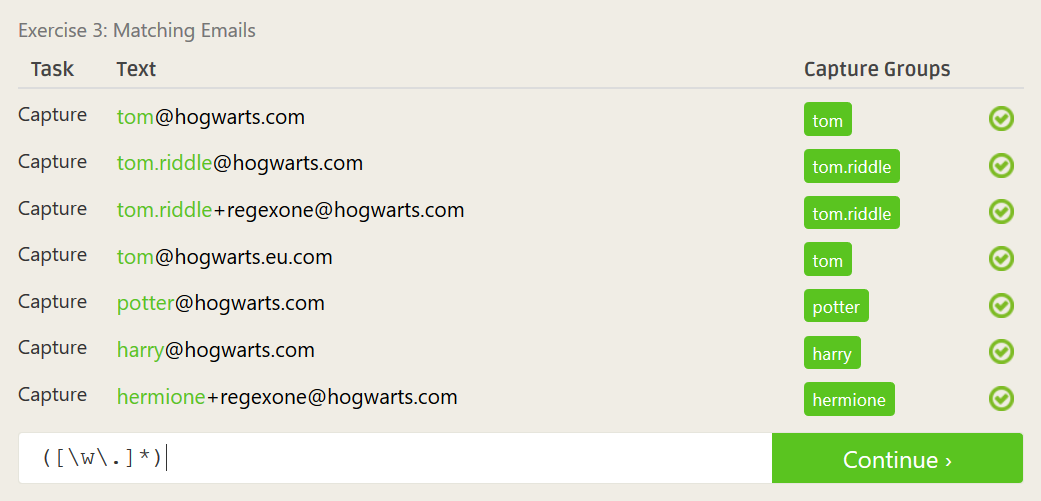 Exercise 3: Matching Emails
Task Text Capture Groups
Capture tom@hogwarts.com tom
Capture tom.riddle@hogwarts.com tom.riddle
Capture tom.riddle+regexone@hogwarts.com tom.riddle
Capture tom@hogwarts.eu.com tom
Capture potter@hogwarts.com potter
Capture harry@hogwarts.com harry
Capture hermione+regexone@hogwarts.com hermione
([\w\.]*) Continue ›